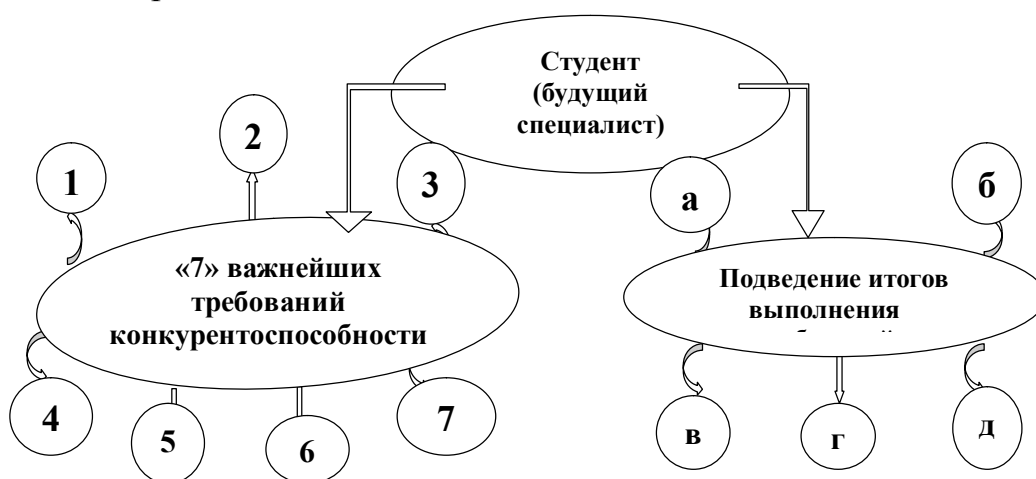 Студент
(будущий
специалист)
1
2
3
а
б
«7» важнейших
требований
конкурентоспособности
Подведение итогов
выполнения
4
5
6
7
в
г
д